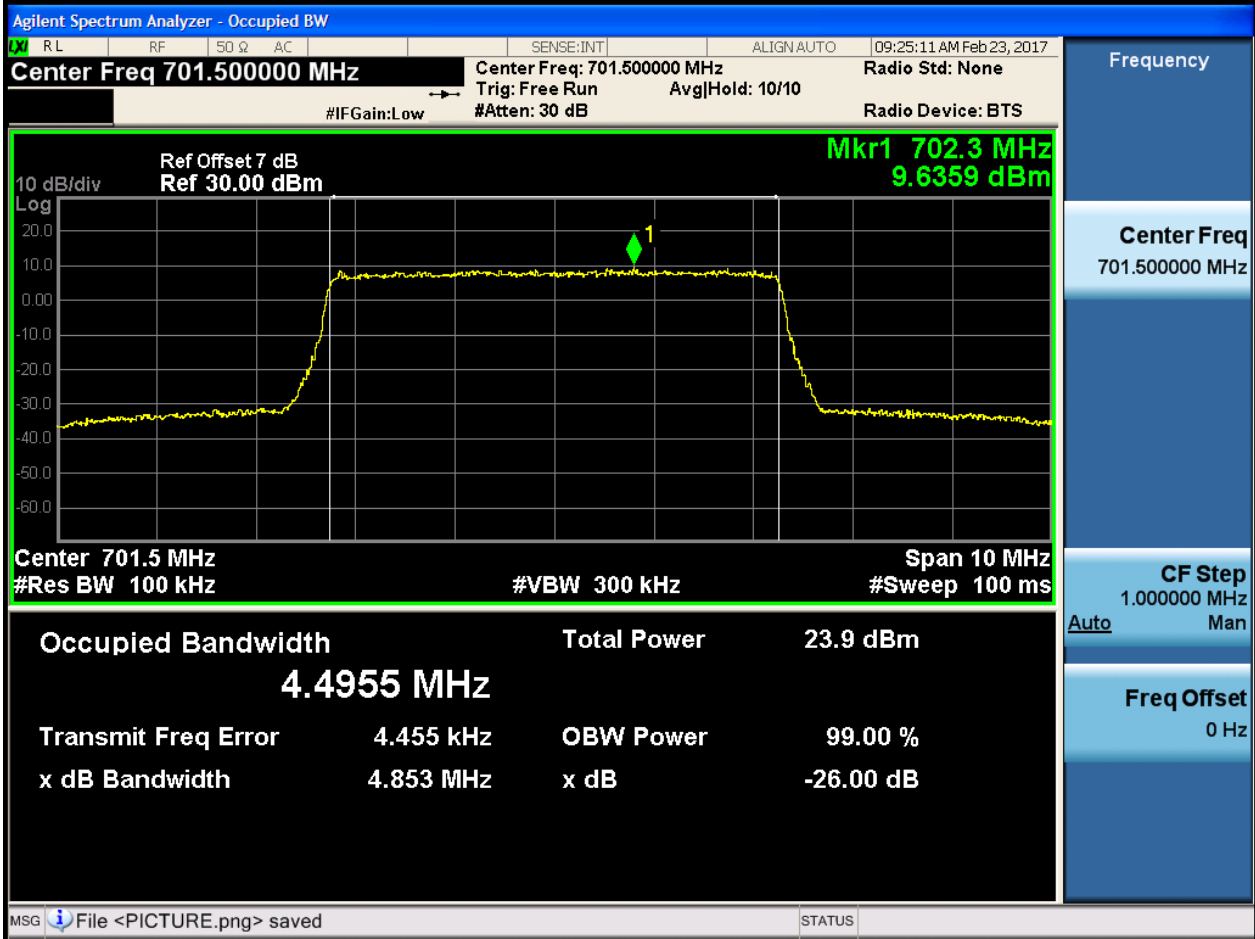 Agilent Spectrum Analyzer - Occupied BW
LXI RL RF 50 Ω AC SENSE:INT ALIGN AUTO 09:25:11 AM Feb 23, 2017
Center Freq 701.500000 MHz
Center Freq: 701.500000 MHz
Radio Std: None
Trig: Free Run Avg|Hold: 10/10
#IFGain:Low
#Atten: 30 dB
Radio Device: BTS
Mkr1 702.3 MHz
9.6359 dBm
Ref Offset 7 dB
10 dB/div Ref 30.00 dBm
Log
20.0
10.0
0.00
-10.0
-20.0
-30.0
-40.0
-50.0
-60.0
1
Center 701.5 MHz Span 10 MHz
#Res BW 100 kHz #VBW 300 kHz #Sweep 100 ms
Occupied Bandwidth Total Power 23.9 dBm
4.4955 MHz
Transmit Freq Error 4.455 kHz OBW Power 99.00 %
x dB Bandwidth 4.853 MHz x dB -26.00 dB
Frequency
Center Freq
701.500000 MHz
CF Step
1.000000 MHz
Auto Man
Freq Offset
0 Hz
MSG File <PICTURE.png> saved STATUS